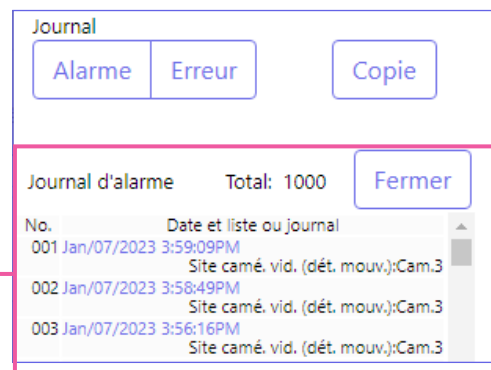 Journal
Alarme Erreur Copie
Journal d'alarme Total: 1000 Fermer
No. Date et liste ou journal
001 Jan/07/2023 3:59:09PM
Site camé. vid. (dét. mouv.):Cam.3
002 Jan/07/2023 3:58:49PM
Site camé. vid. (dét. mouv.):Cam.3
003 Jan/07/2023 3:56:16PM
Site camé. vid. (dét. mouv.):Cam.3